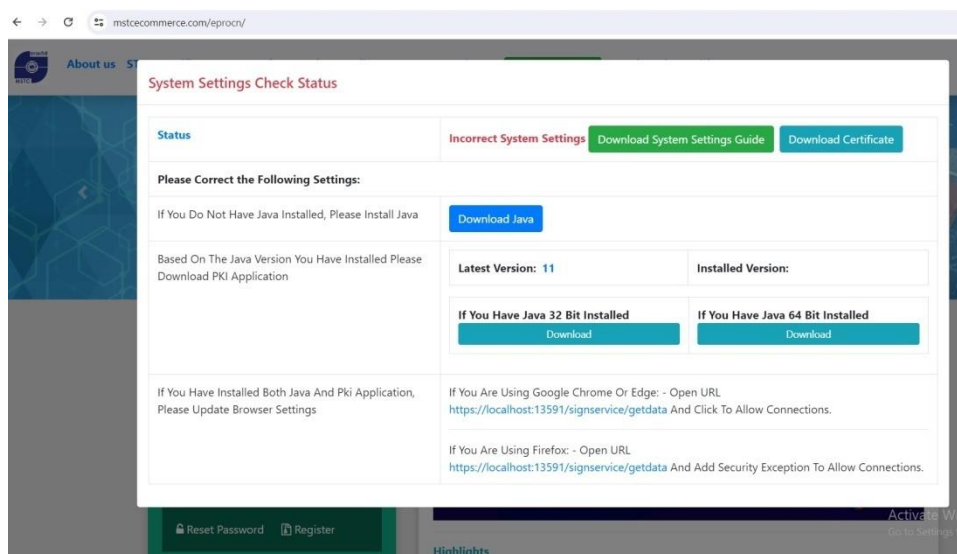 mstcecommerce.com/eprocn/
MSTC
About us
System Settings Check Status
Status
Incorrect System Settings
Download System Settings Guide
Download Certificate
Please Correct the Following Settings:
If You Do Not Have Java Installed, Please Install Java
Download Java
Based On The Java Version You Have Installed Please
Download PKI Application
Latest Version: 11
Installed Version:
If You Have Java 32 Bit Installed
Download
If You Have Java 64 Bit Installed
Download
If You Have Installed Both Java And Pki Application,
Please Update Browser Settings
If You Are Using Google Chrome Or Edge: - Open URL
https://localhost:13591/signservice/getdata And Click To Allow Connections.
If You Are Using Firefox: - Open URL
https://localhost:13591/signservice/getdata And Add Security Exception To Allow Connections.
Reset Password
Register
Highlights
Activate
Go to Settings